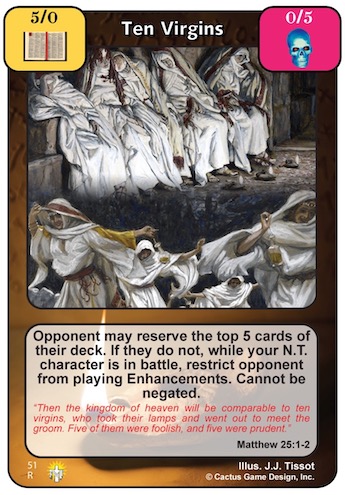 5/0
Ten Virgins
0/5
Opponent may reserve the top 5 cards of
their deck. If they do not, while your N.T.
character is in battle, restrict opponent
from playing Enhancements. Cannot be
negated.
"Then the kingdom of heaven will be comparable to ten
virgins, who took their lamps and went out to meet the
groom. Five of them were foolish, and five were prudent."
Matthew 25:1-2
51
R
Illus. J.J. Tissot
© Cactus Game Design, Inc.